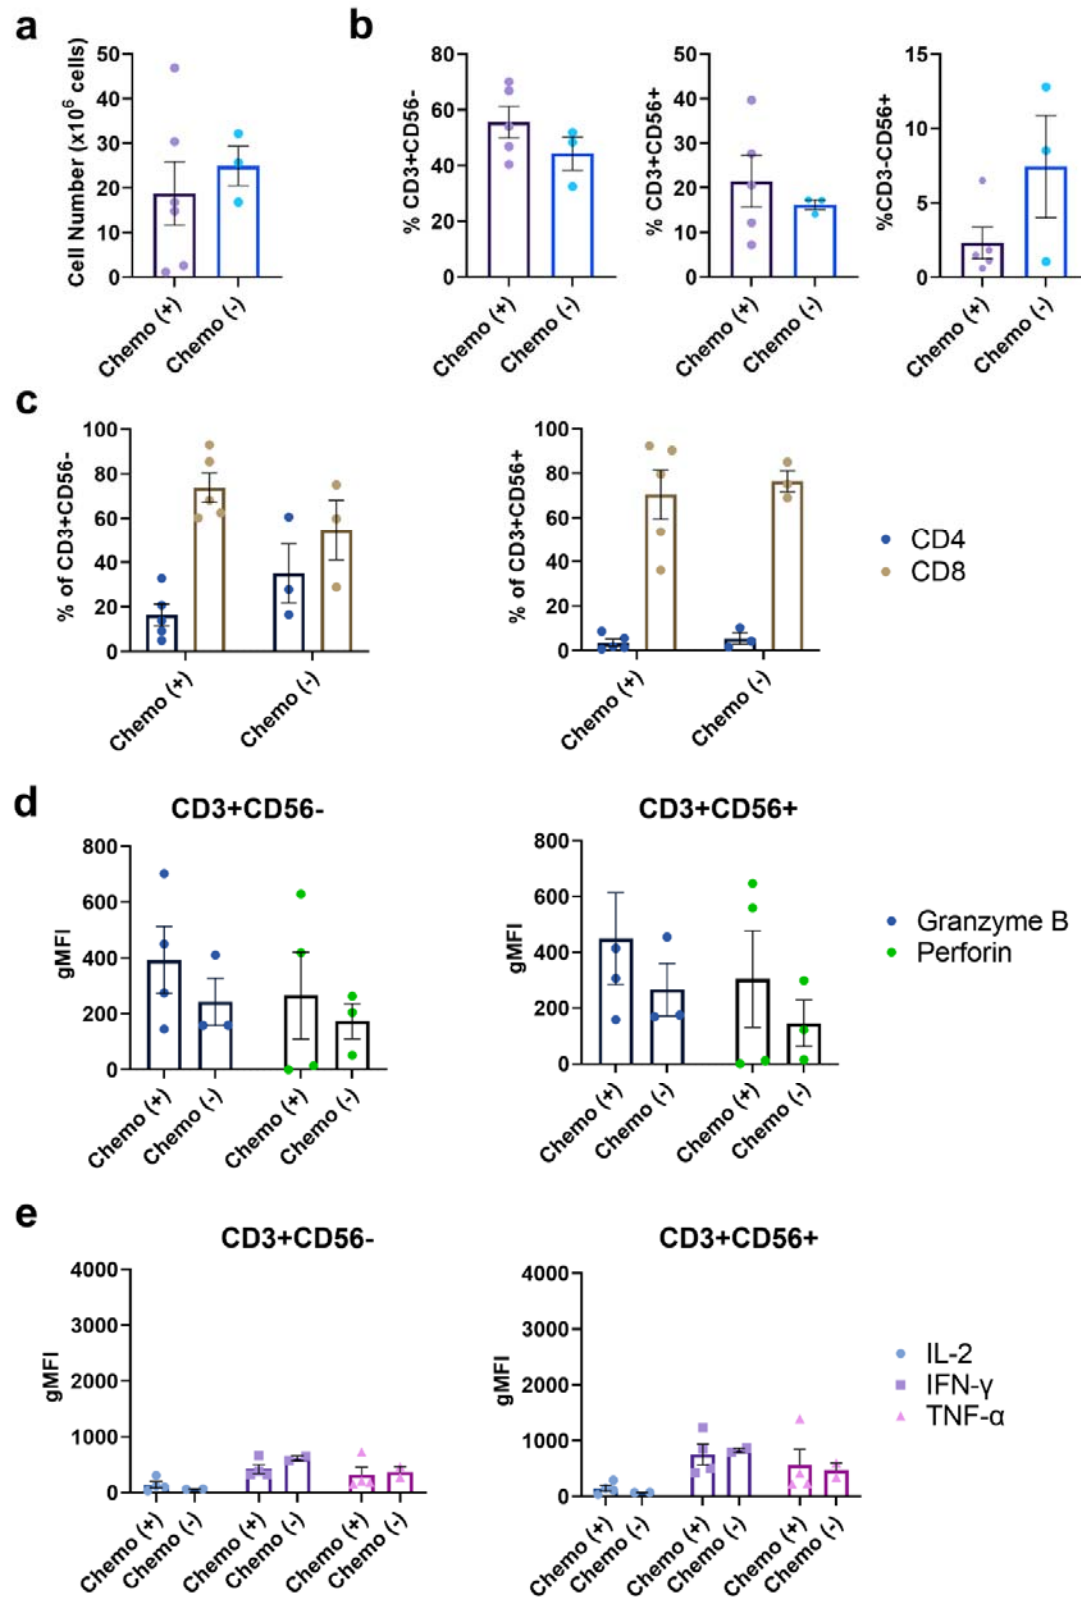 a
Cell Number (x10⁶ cells)
50
40
30
20
10
0
Chemo (+)
Chemo (-)
b
% CD3+CD56-
80
60
40
20
0
Chemo (+)
Chemo (-)
% CD3+CD56+
50
40
30
20
10
0
Chemo (+)
Chemo (-)
%CD3-CD56+
15
10
5
0
Chemo (+)
Chemo (-)
c
% of CD3+CD56-
100
80
60
40
20
0
Chemo (+)
Chemo (-)
% of CD3+CD56+
100
80
60
40
20
0
Chemo (+)
Chemo (-)
CD4
CD8
d
CD3+CD56-
gMFI
800
600
400
200
0
Chemo (+)
Chemo (-)
Chemo (+)
Chemo (-)
CD3+CD56+
gMFI
800
600
400
200
0
Chemo (+)
Chemo (-)
Chemo (+)
Chemo (-)
Granzyme B
Perforin
e
CD3+CD56-
gMFI
4000
3000
2000
1000
0
Chemo (+)
Chemo (-)
Chemo (+)
Chemo (-)
Chemo (+)
Chemo (-)
CD3+CD56+
gMFI
4000
3000
2000
1000
0
Chemo (+)
Chemo (-)
Chemo (+)
Chemo (-)
Chemo (+)
Chemo (-)
IL-2
IFN-γ
TNF-α